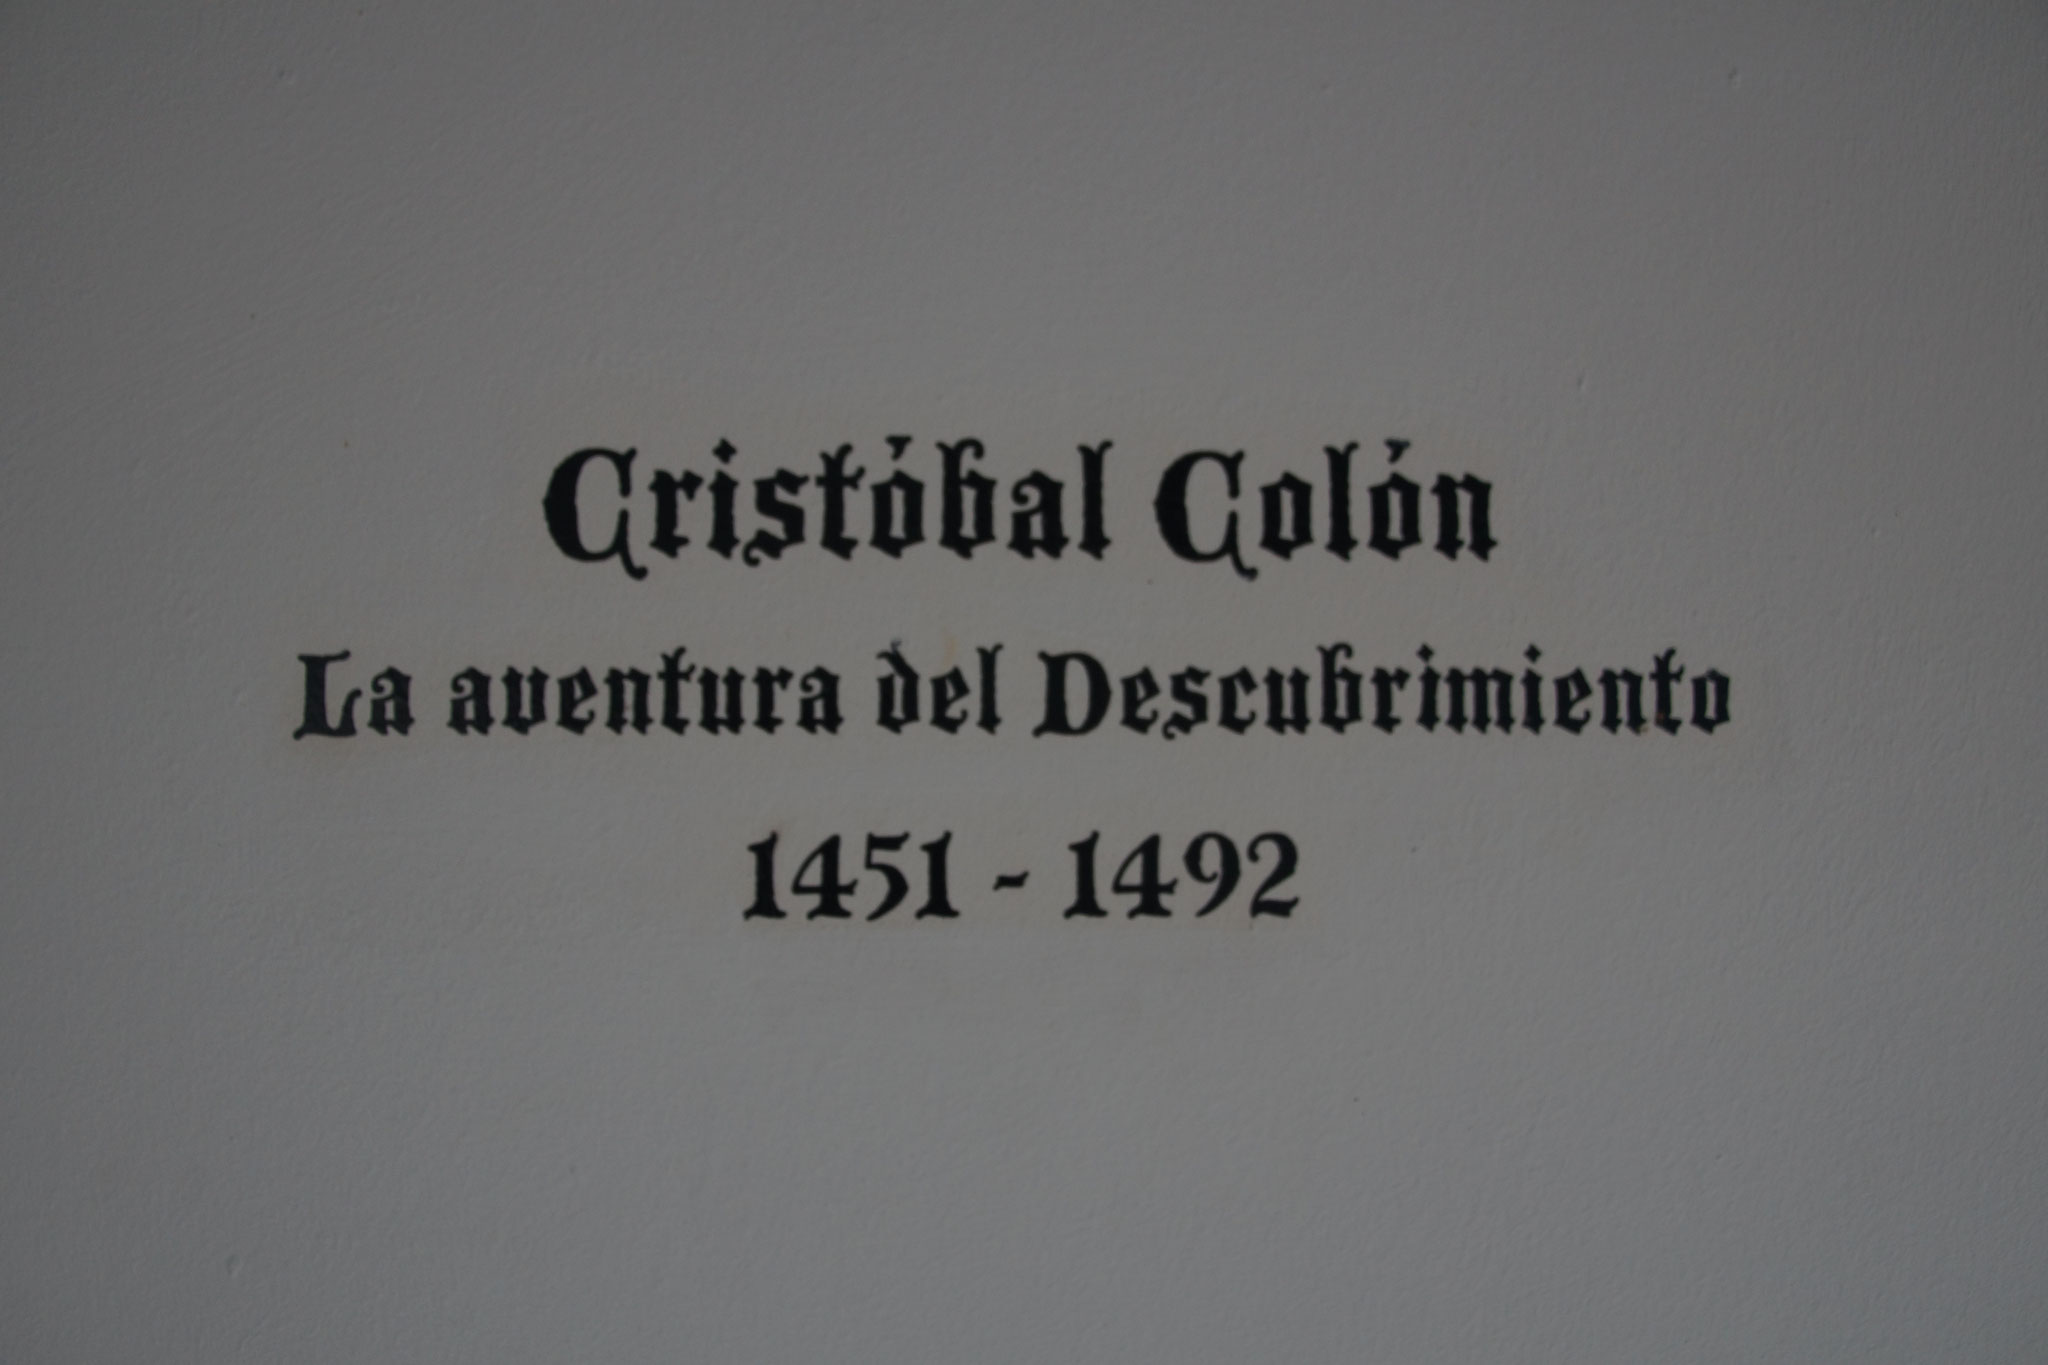 Cristóbal Colón
La aventura del Descubrimiento
1451 - 1492